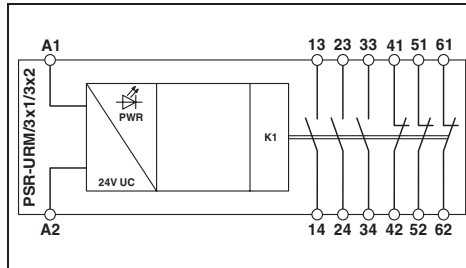 A1 13 23 33 41 51 61
PSR-URM/3x1/3x2
PWR
K1
24V UC
A2 14 24 34 42 52 62